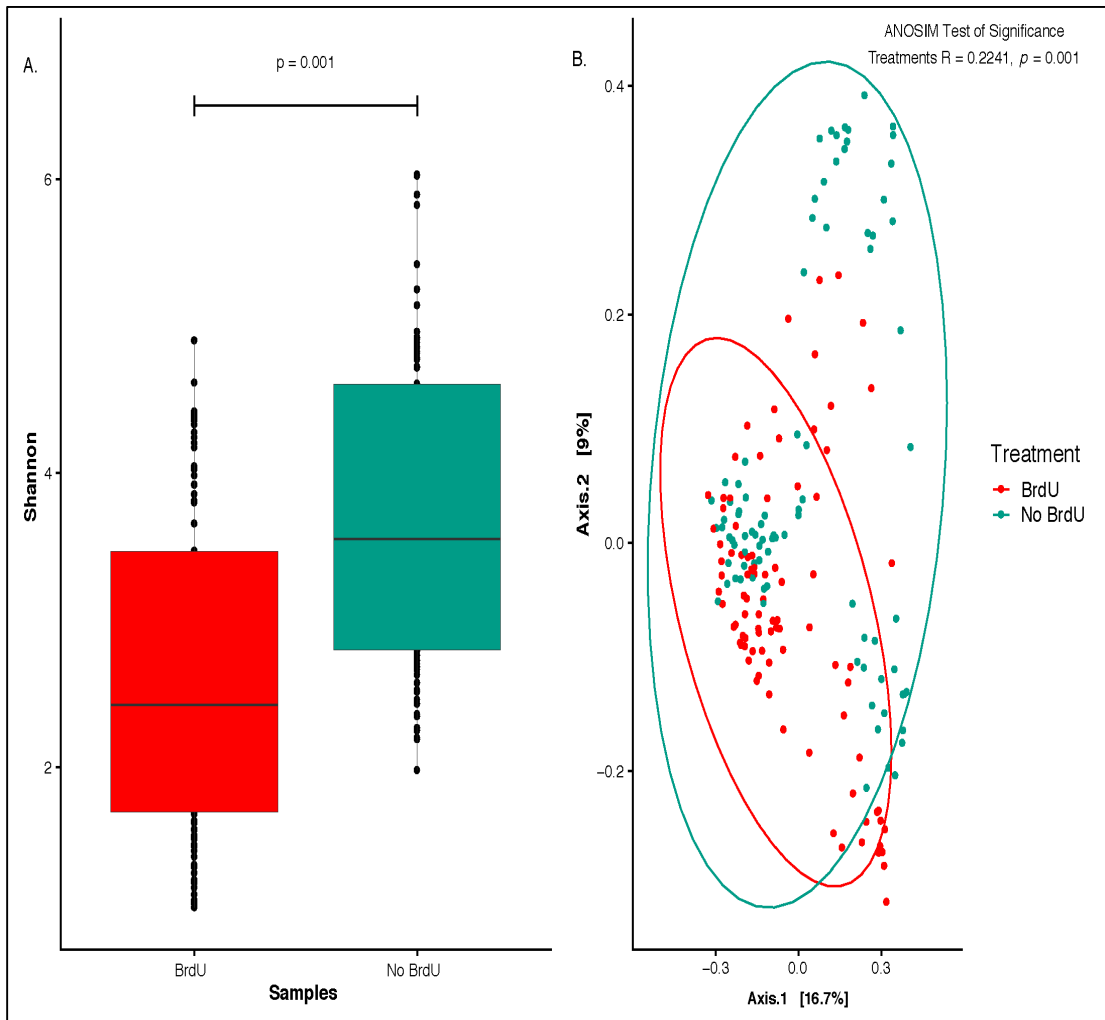 A.
p = 0.001
6
4
2
Shannon
BrdU
No BrdU
Samples
B.
ANOSIM Test of Significance
Treatments R = 0.2241, p = 0.001
0.4
0.2
0.0
−0.2
Axis.2 [9%]
−0.3
0.0
0.3
Axis.1 [16.7%]
Treatment
BrdU
No BrdU